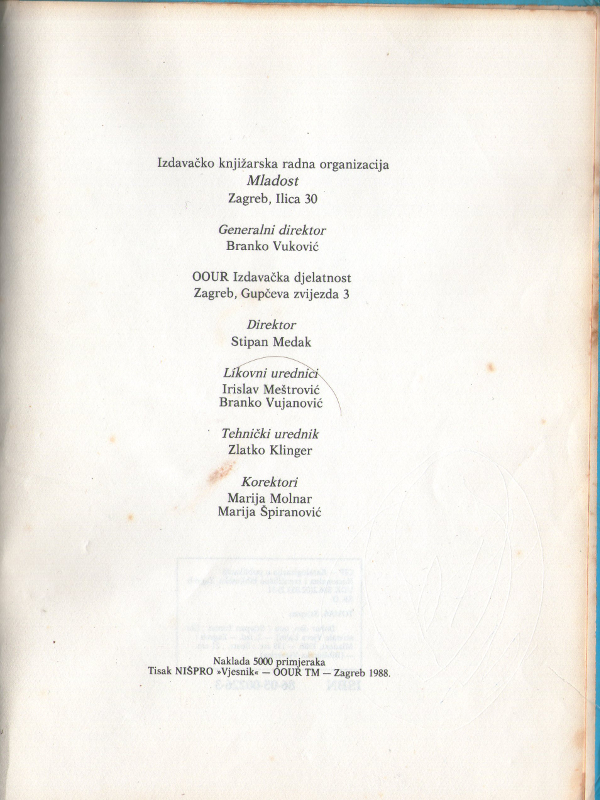 Izdavačko knjižarska radna organizacija
Mladost
Zagreb, Ilica 30
Generalni direktor
Branko Vuković
OOUR Izdavačka djelatnost
Zagreb, Gupčeva zvijezda 3
Direktor
Stipan Medak
Likovni urednici
Irislav Meštrović
Branko Vujanović
Tehnički urednik
Zlatko Klinger
Korektori
Marija Molnar
Marija Špiranović
Naklada 5000 primjeraka
Tisak NIŠPRO »Vjesnik« — OOUR TM — Zagreb 1988.